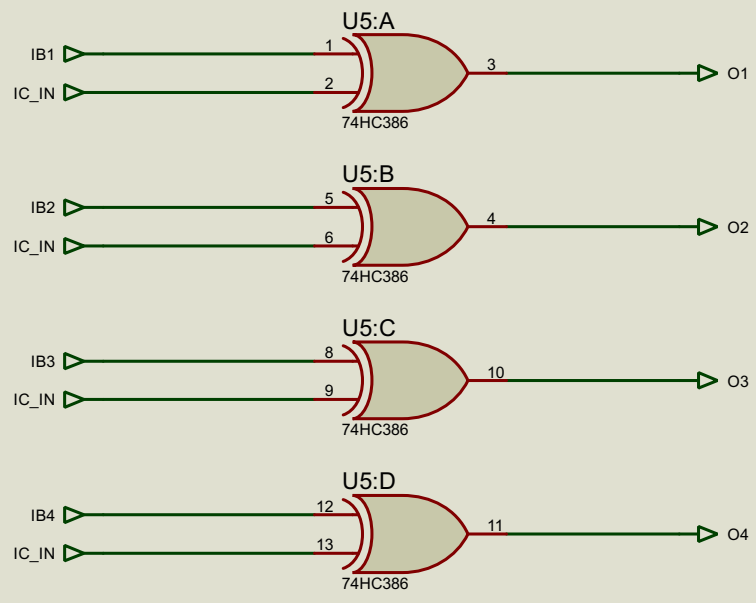 U5:A
IB1 1
3 O1
IC_IN 2
74HC386
U5:B
IB2 5
4 O2
IC_IN 6
74HC386
U5:C
IB3 8
10 O3
IC_IN 9
74HC386
U5:D
IB4 12
11 O4
IC_IN 13
74HC386